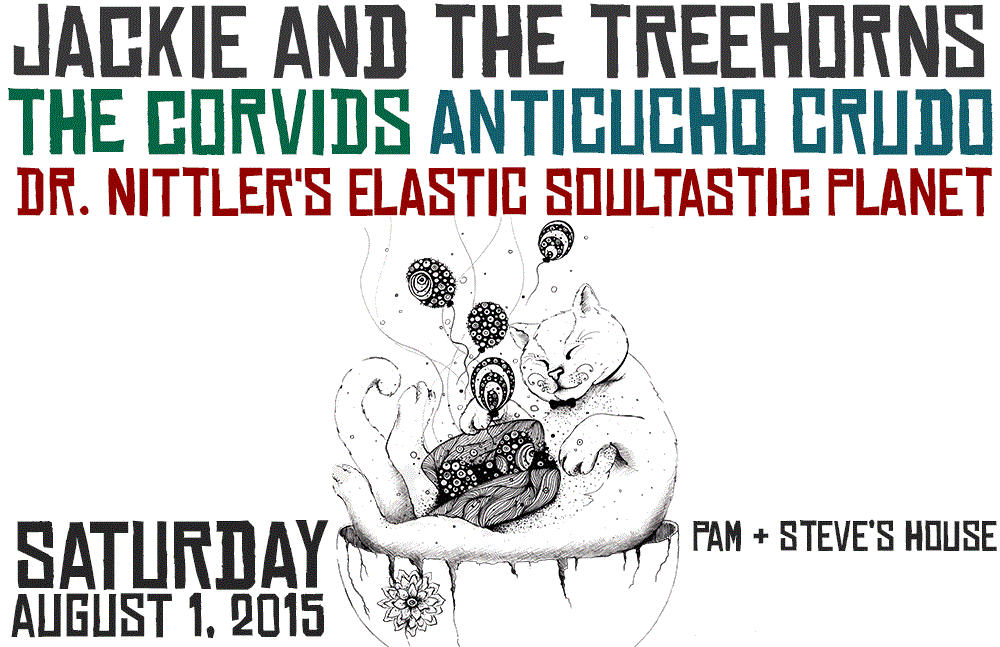 JACKIE AND THE TREEHORNS
THE CORVIDS ANTICUCHO CRUDO
DR. NITTLER'S ELASTIC SOULTASTIC PLANET
SATURDAY
AUGUST 1, 2015
PAM + STEVE'S HOUSE